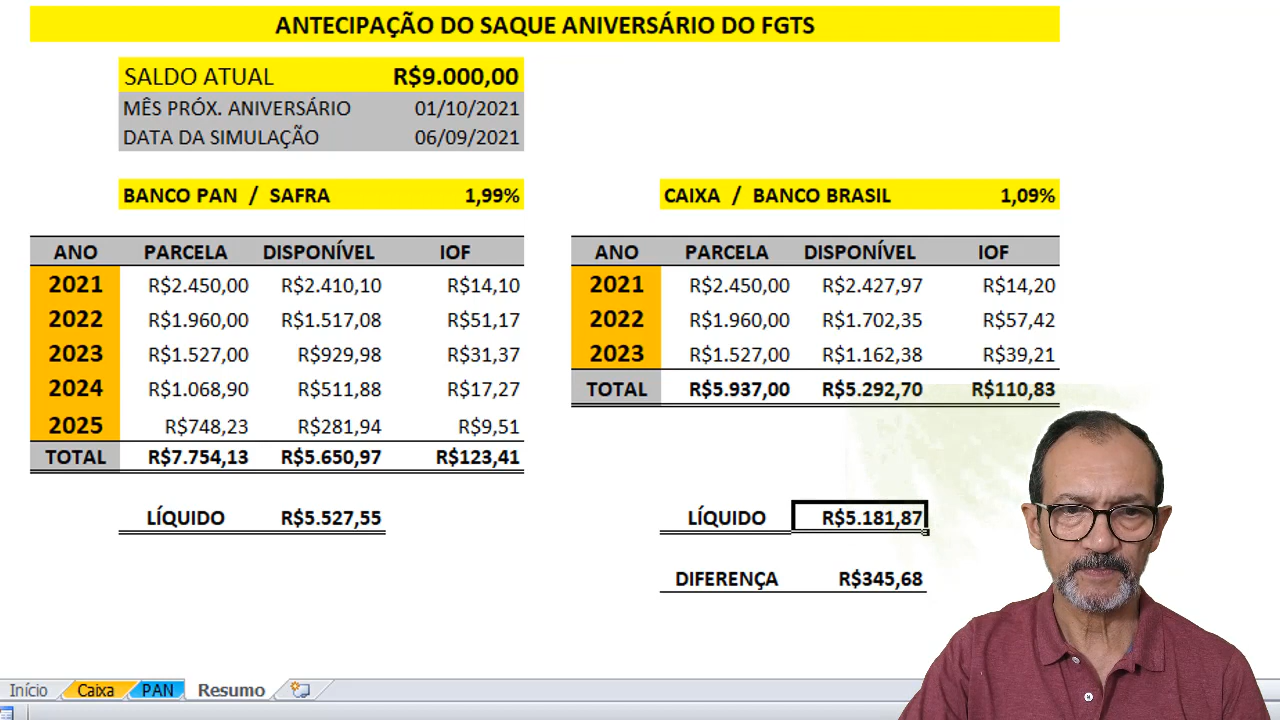 ANTECIPAÇÃO DO SAQUE ANIVERSÁRIO DO FGTS
SALDO ATUAL R$9.000,00
MÊS PRÓX. ANIVERSÁRIO 01/10/2021
DATA DA SIMULAÇÃO 06/09/2021
BANCO PAN / SAFRA 1,99%
ANO PARCELA DISPONÍVEL IOF
2021 R$2.450,00 R$2.410,10 R$14,10
2022 R$1.960,00 R$1.517,08 R$51,17
2023 R$1.527,00 R$929,98 R$31,37
2024 R$1.068,90 R$511,88 R$17,27
2025 R$748,23 R$281,94 R$9,51
TOTAL R$7.754,13 R$5.650,97 R$123,41
LÍQUIDO R$5.527,55
CAIXA / BANCO BRASIL 1,09%
ANO PARCELA DISPONÍVEL IOF
2021 R$2.450,00 R$2.427,97 R$14,20
2022 R$1.960,00 R$1.702,35 R$57,42
2023 R$1.527,00 R$1.162,38 R$39,21
TOTAL R$5.937,00 R$5.292,70 R$110,83
LÍQUIDO R$5.181,87
DIFERENÇA R$345,68
Início Caixa PAN Resumo